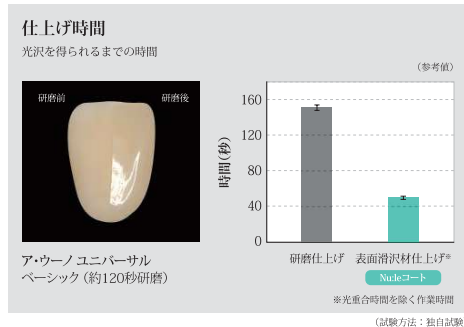 仕上げ時間
光沢を得られるまでの時間
（参考値）
研磨前
研磨後
ア・ウーノ ユニバーサル
ベーシック（約120秒研磨）
時間（秒）
160
120
80
40
0
研磨仕上げ
表面滑沢材仕上げ※
Nu:leコート
※光重合時間を除く作業時間
（試験方法：独自試験